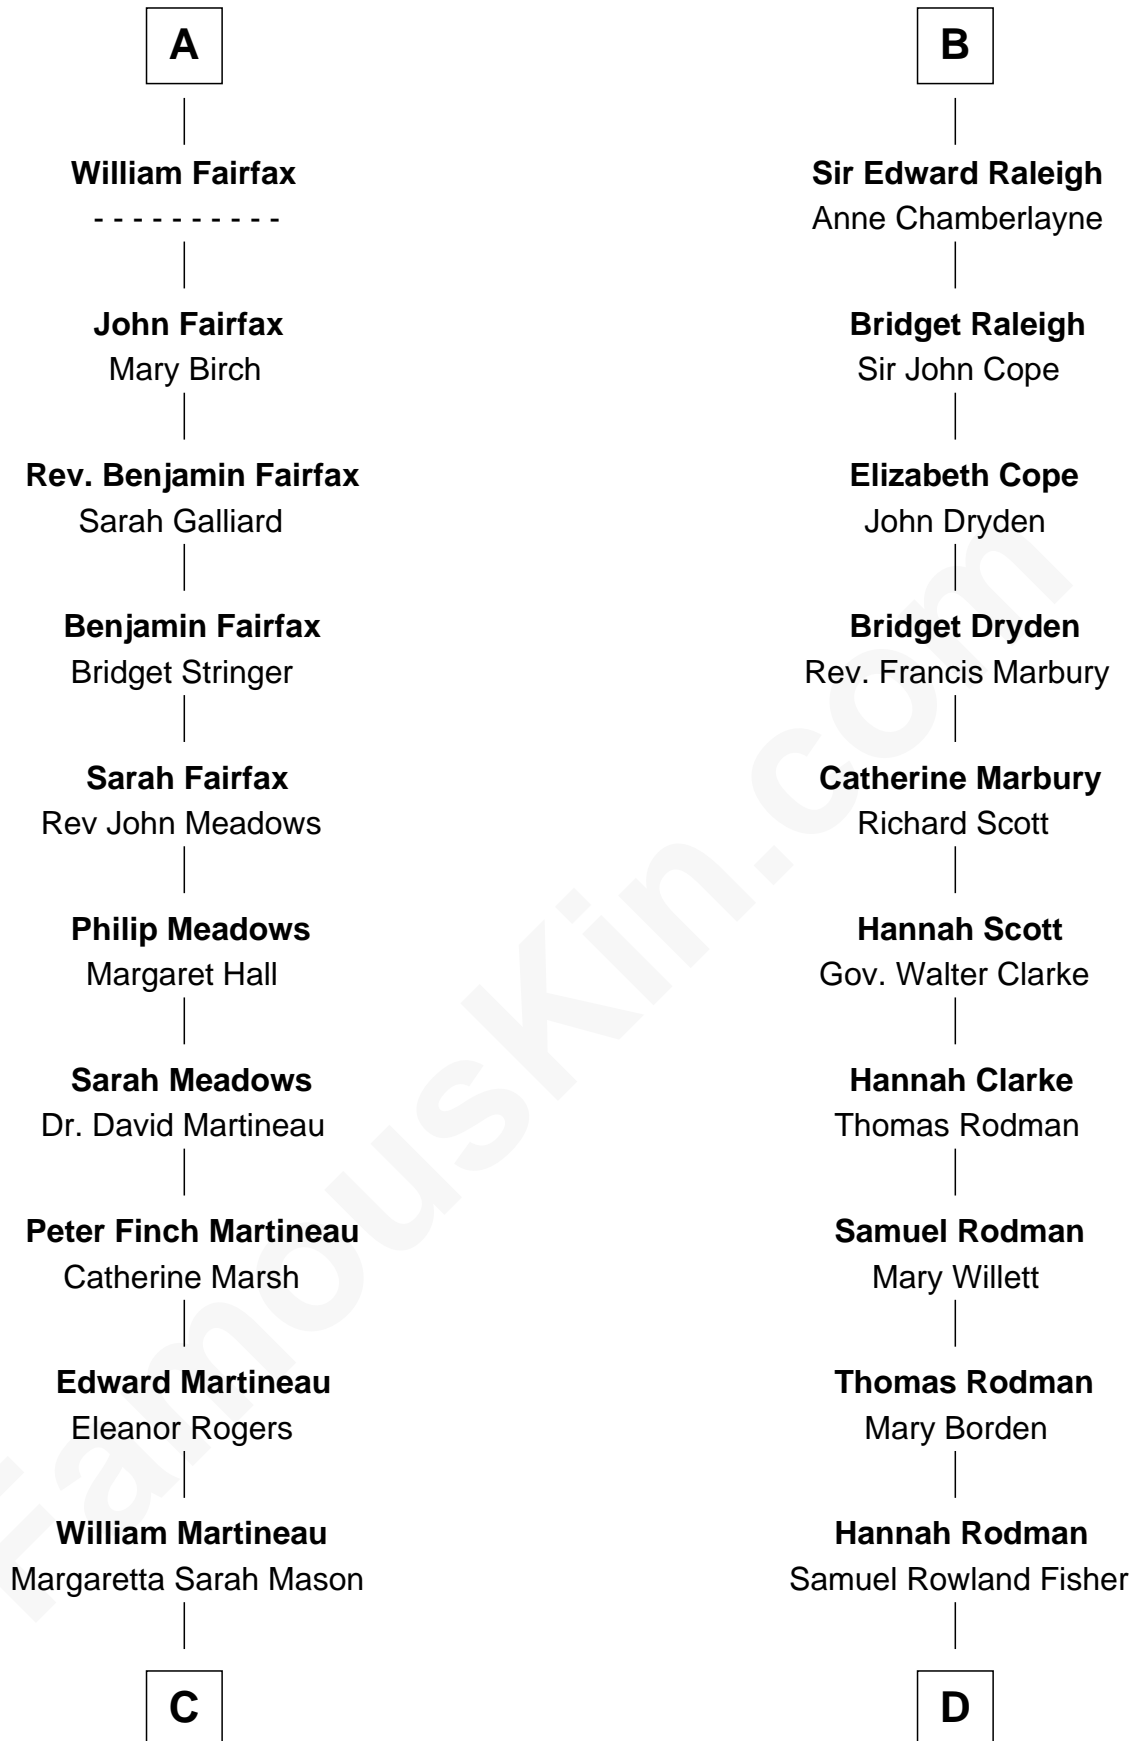 A
William Fairfax
- - - - - - - - - -
John Fairfax
Mary Birch
Rev. Benjamin Fairfax
Sarah Galliard
Benjamin Fairfax
Bridget Stringer
Sarah Fairfax
Rev John Meadows
Philip Meadows
Margaret Hall
Sarah Meadows
Dr. David Martineau
Peter Finch Martineau
Catherine Marsh
Edward Martineau
Eleanor Rogers
William Martineau
Margaretta Sarah Mason
C
B
Sir Edward Raleigh
Anne Chamberlayne
Bridget Raleigh
Sir John Cope
Elizabeth Cope
John Dryden
Bridget Dryden
Rev. Francis Marbury
Catherine Marbury
Richard Scott
Hannah Scott
Gov. Walter Clarke
Hannah Clarke
Thomas Rodman
Samuel Rodman
Mary Willett
Thomas Rodman
Mary Borden
Hannah Rodman
Samuel Rowland Fisher
D
FamousKin.com